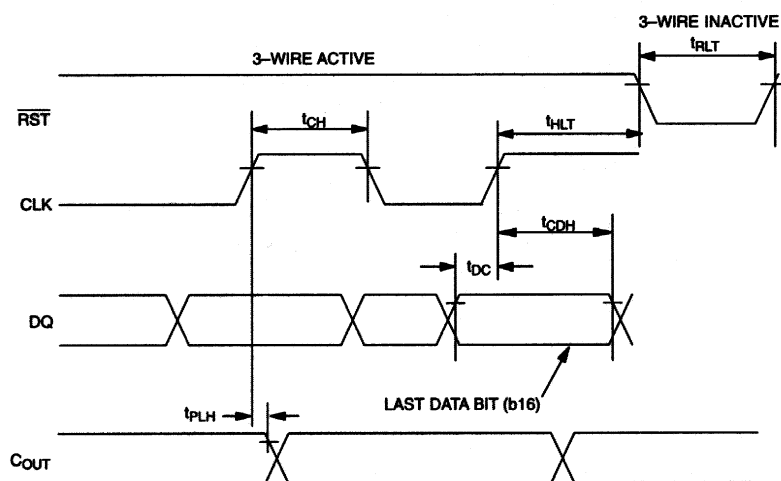 3–WIRE INACTIVE
tRLT
3–WIRE ACTIVE
RST
tCH
tHLT
CLK
tCDH
tDC
DQ
LAST DATA BIT (b16)
tPLH
COUT